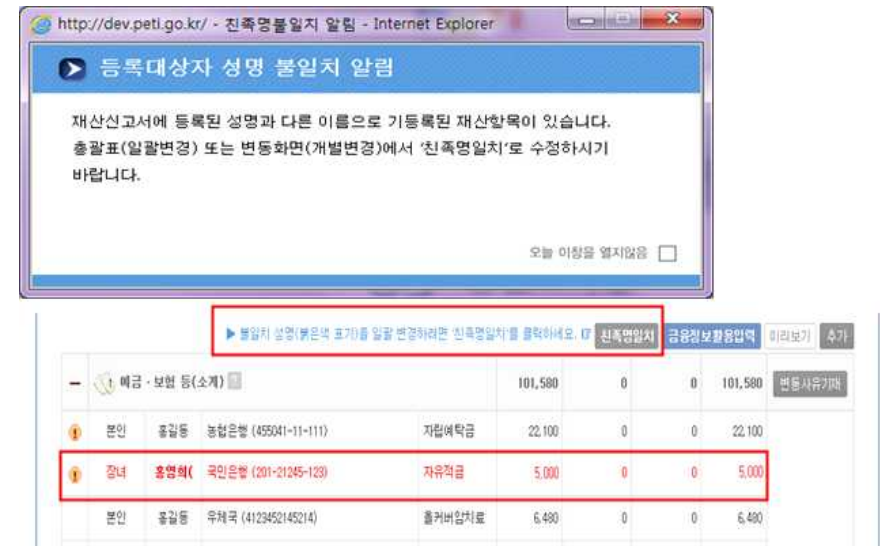 http://dev.peti.go.kr/ - 친족명불일치 알림 - Internet Explorer
등록대상자 성명 불일치 알림
재산신고서에 등록된 성명과 다른 이름으로 기등록된 재산항목이 있습니다.
총괄표(일괄변경) 또는 변동화면(개별변경)에서 '친족명일치'로 수정하시기
바랍니다.
오늘 이창을 열지않음
▶ 불일치 성명(붉은색 표기)를 일괄 변경하려면 '친족명일치'를 클릭하세요. 친족명일치 금융정보활용입력 미리보기 추가
예금 · 보험 등(소계) ? 101,580 0 0 101,580 변동사유기재
본인 홍길동 농협은행 (455041-11-111) 자립예탁금 22,100 0 0 22,100
장녀 홍영희( 국민은행 (201-21245-123) 자유적금 5,000 0 0 5,000
본인 홍길동 우체국 (4123452145214) 올커버암치료 6,480 0 0 6,480